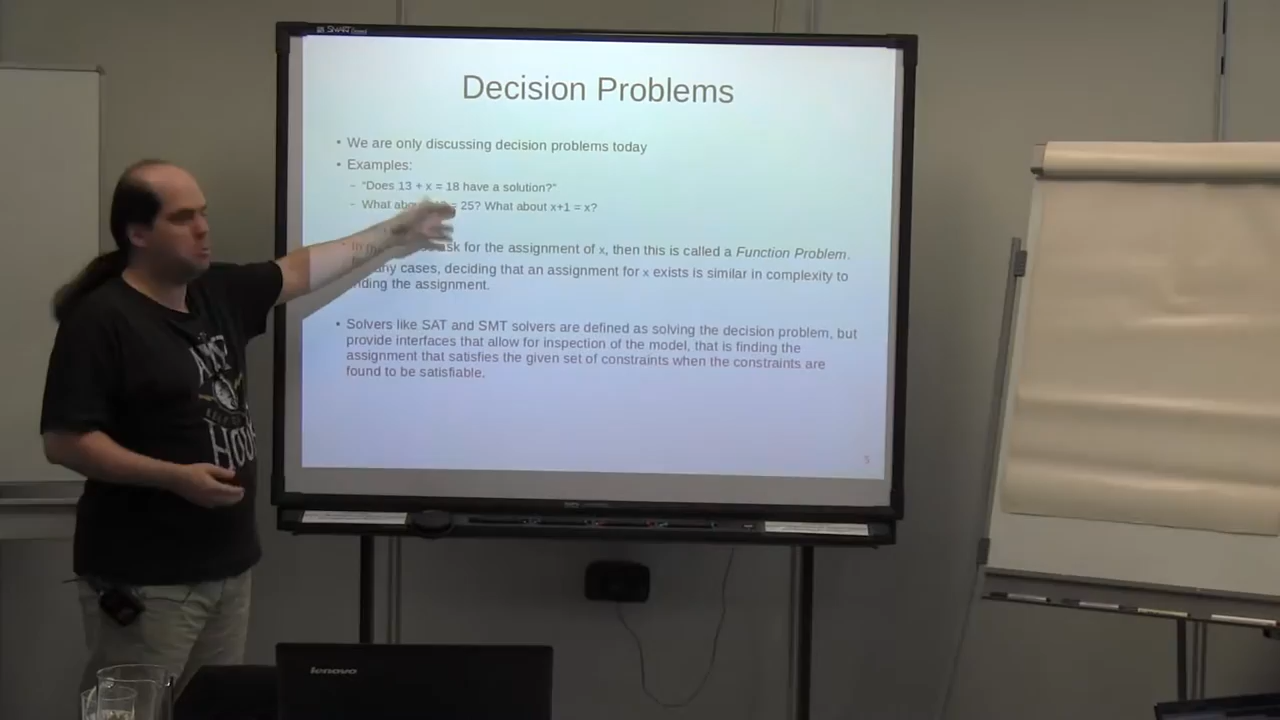 SMART Board
Decision Problems
• We are only discussing decision problems today
• Examples:
– "Does 13 + x = 18 have a solution?"
– What = 25? What about x+1 = x?
ask for the assignment of x, then this is called a Function Problem.
cases, deciding that an assignment for x exists is similar in complexity to
the assignment.
• Solvers like SAT and SMT solvers are defined as solving the decision problem, but
provide interfaces that allow for inspection of the model, that is finding the
assignment that satisfies the given set of constraints when the constraints are
found to be satisfiable.
5
lenovo